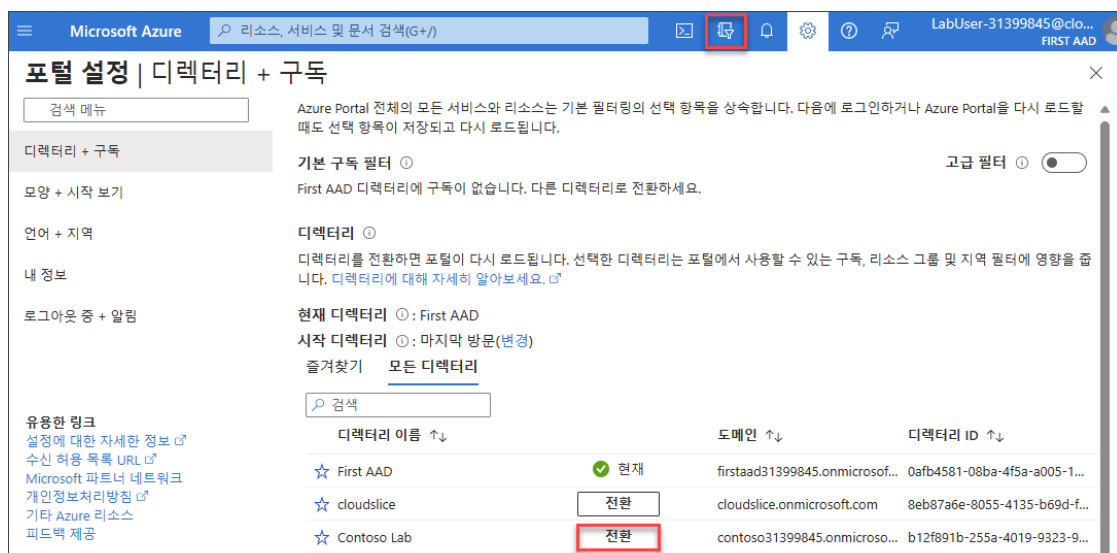 Microsoft Azure
리소스, 서비스 및 문서 검색(G+/)
LabUser-31399845@clo...
FIRST AAD
포털 설정 | 디렉터리 + 구독
검색 메뉴
디렉터리 + 구독
모양 + 시작 보기
언어 + 지역
내 정보
로그아웃 중 + 알림
유용한 링크
설정에 대한 자세한 정보
수신 허용 목록 URL
Microsoft 파트너 네트워크
개인정보처리방침
기타 Azure 리소스
피드백 제공
Azure Portal 전체의 모든 서비스와 리소스는 기본 필터링의 선택 항목을 상속합니다. 다음에 로그인하거나 Azure Portal을 다시 로드할
때도 선택 항목이 저장되고 다시 로드됩니다.
기본 구독 필터
고급 필터
First AAD 디렉터리에 구독이 없습니다. 다른 디렉터리로 전환하세요.
디렉터리
디렉터리를 전환하면 포털이 다시 로드됩니다. 선택한 디렉터리는 포털에서 사용할 수 있는 구독, 리소스 그룹 및 지역 필터에 영향을 줍
니다. 디렉터리에 대해 자세히 알아보세요.
현재 디렉터리 : First AAD
시작 디렉터리 : 마지막 방문(변경)
즐겨찾기 모든 디렉터리
검색
디렉터리 이름 ↑↓ 도메인 ↑↓ 디렉터리 ID ↑↓
First AAD 현재 firstaad31399845.onmicrosof... 0afb4581-08ba-4f5a-a005-1...
cloudslice 전환 cloudslice.onmicrosoft.com 8eb87a6e-8055-4135-b69d-f...
Contoso Lab 전환 contoso31399845.onmicroso... b12f891b-255a-4019-9323-9...